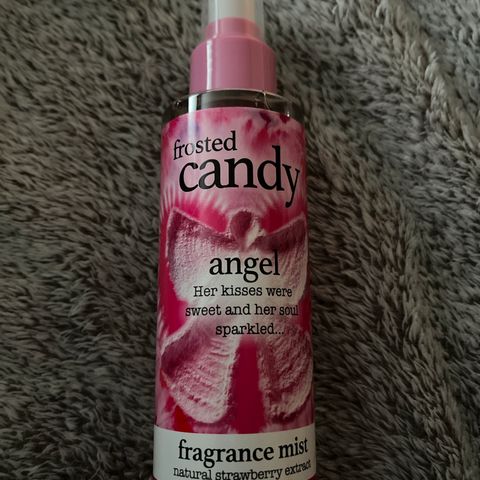 frosted
candy
angel
Her kisses were
sweet and her soul
sparkled...
fragrance mist
natural strawberry extract